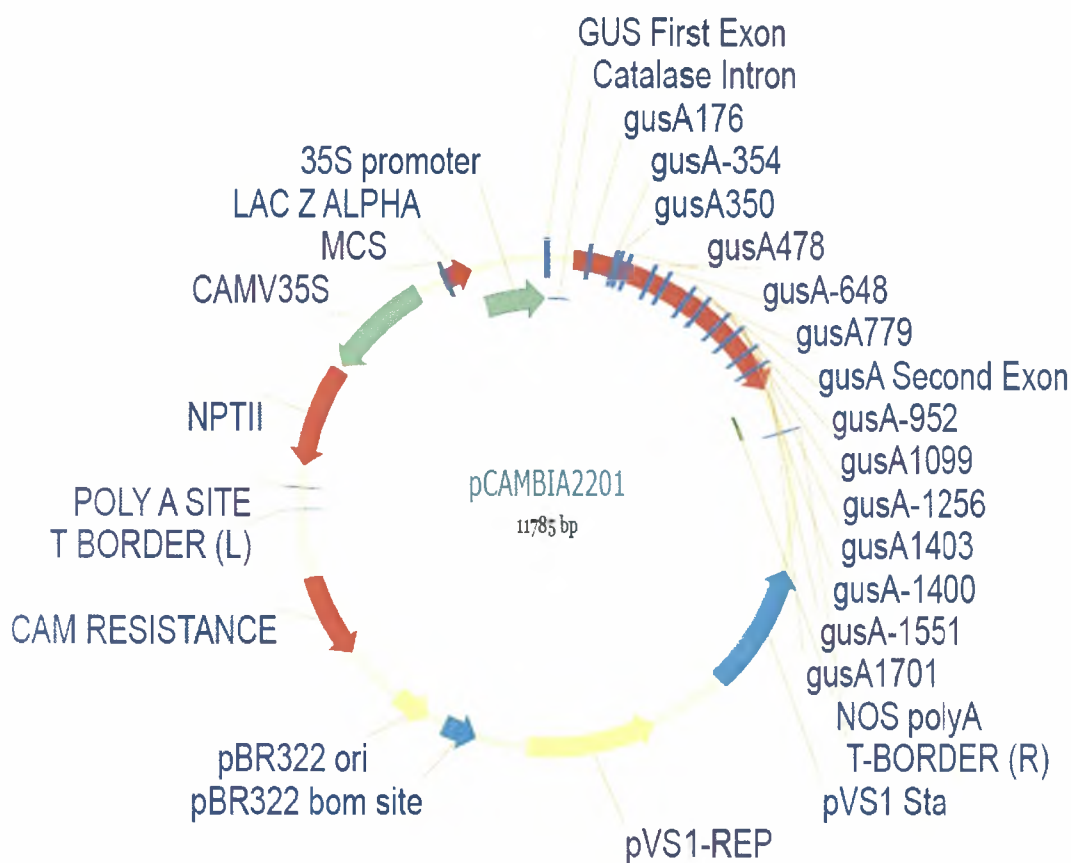 GUS First Exon
Catalase Intron
gusA176
35S promoter
gusA-354
LAC Z ALPHA
gusA350
MCS
gusA478
CAMV35S
gusA-648
gusA779
gusA Second Exon
NPTII
gusA-952
gusA1099
pCAMBIA2201
11785 bp
POLY A SITE
gusA-1256
T BORDER (L)
gusA1403
gusA-1400
CAM RESISTANCE
gusA-1551
gusA1701
NOS polyA
pBR322 ori
T-BORDER (R)
pBR322 bom site
pVS1 Sta
pVS1-REP